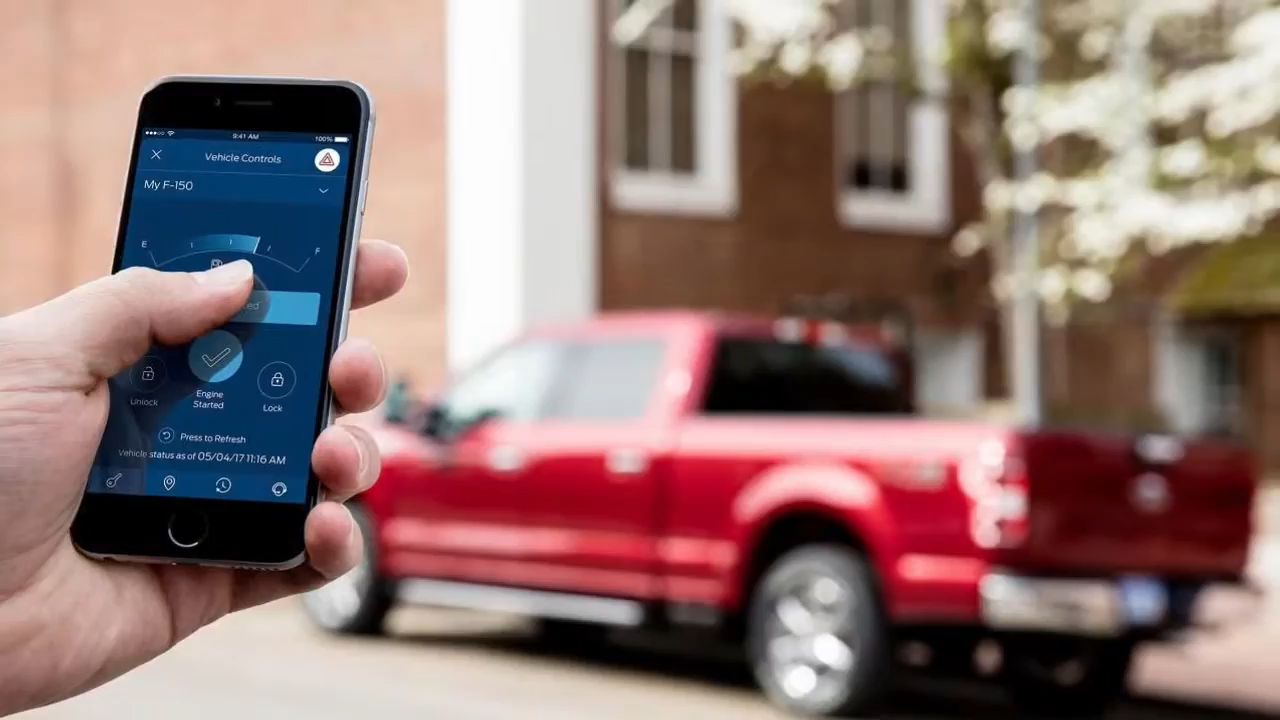 9:41 AM
100%
Vehicle Controls
My F-150
E
F
Unlock
Engine
Started
Lock
Press to Refresh
Vehicle status as of 05/04/17 11:16 AM